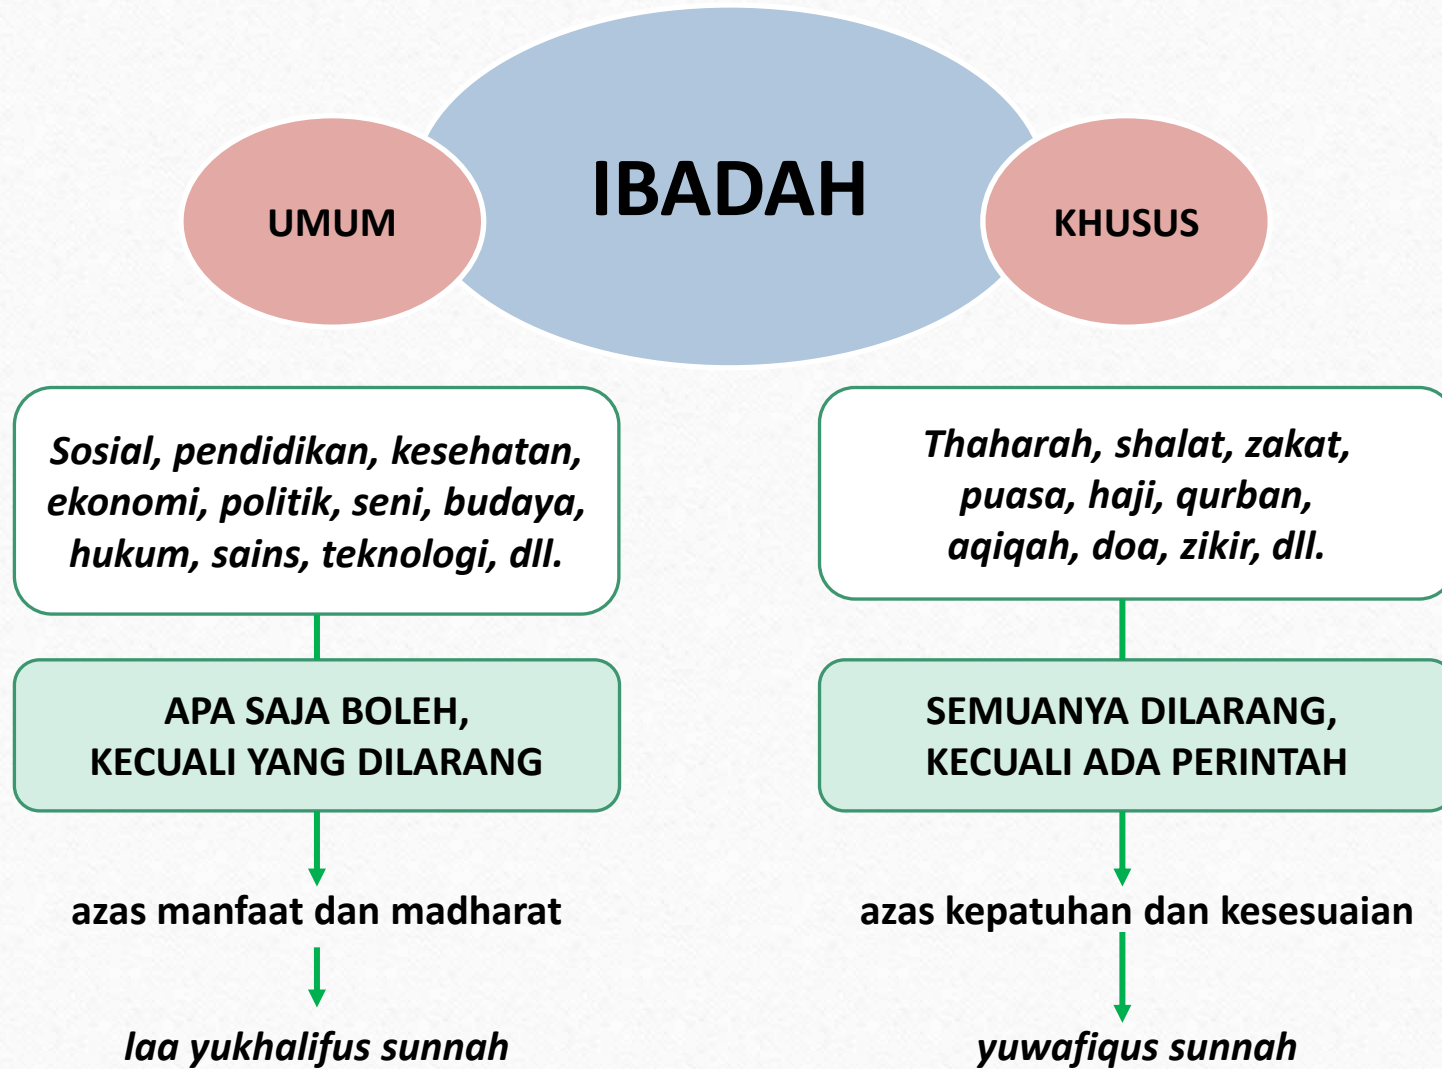 IBADAH
UMUM
KHUSUS
Sosial, pendidikan, kesehatan,
ekonomi, politik, seni, budaya,
hukum, sains, teknologi, dll.
APA SAJA BOLEH,
KECUALI YANG DILARANG
azas manfaat dan madharat
laa yukhalifus sunnah
Thaharah, shalat, zakat,
puasa, haji, qurban,
aqiqah, doa, zikir, dll.
SEMUANYA DILARANG,
KECUALI ADA PERINTAH
azas kepatuhan dan kesesuaian
yuwafiqus sunnah